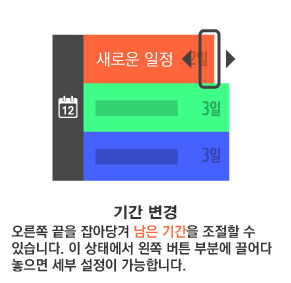 새로운 일정 2일
12
3일
3일
기간 변경
오른쪽 끝을 잡아당겨 남은 기간을 조절할 수
있습니다. 이 상태에서 왼쪽 버튼 부분에 끌어다
놓으면 세부 설정이 가능합니다.